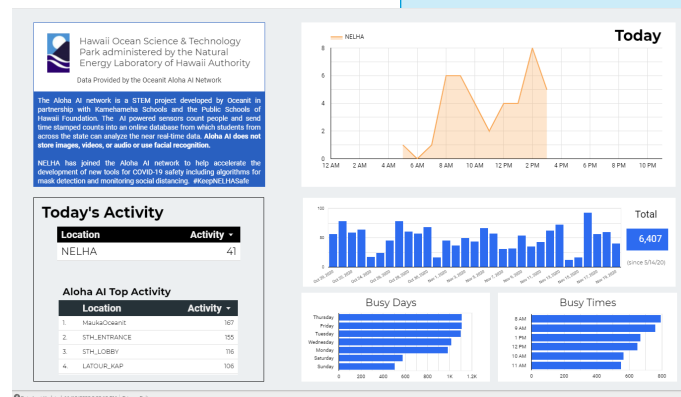 Hawaii Ocean Science & Technology
Park administered by the Natural
Energy Laboratory of Hawaii Authority
Data Provided by the Oceanit Aloha AI Network
The Aloha AI network is a STEM project developed by Oceanit in
partnership with Kamehameha Schools and the Public Schools of
Hawaii Foundation. The AI powered sensors count people and send
time stamped counts into an online database from which students from
across the state can analyze the near real-time data. Aloha AI does not
store images, videos, or audio or use facial recognition.
NELHA has joined the Aloha AI network to help accelerate the
development of new tools for COVID-19 safety including algorithms for
mask detection and monitoring social distancing. #KeepNELHASafe
NELHA
Today
8
6
4
2
0
12 AM 2 AM 4 AM 6 AM 8 AM 10 AM 12 PM 2 PM 4 PM 6 PM 8 PM 10 PM
Today's Activity
Location Activity
NELHA 41
Aloha AI Top Activity
Location Activity
1. MaukaOceanit 167
2. STH_ENTRANCE 155
3. STH_LOBBY 116
4. LATOUR_KAP 106
100
50
0
Total
6,407
(since 5/14/20)
Busy Days
Thursday
Friday
Tuesday
Wednesday
Monday
Saturday
Sunday
0 200 400 600 800 1K 1.2K
Busy Times
8 AM
9 AM
1 PM
12 PM
10 AM
11 AM
0 200 400 600 800